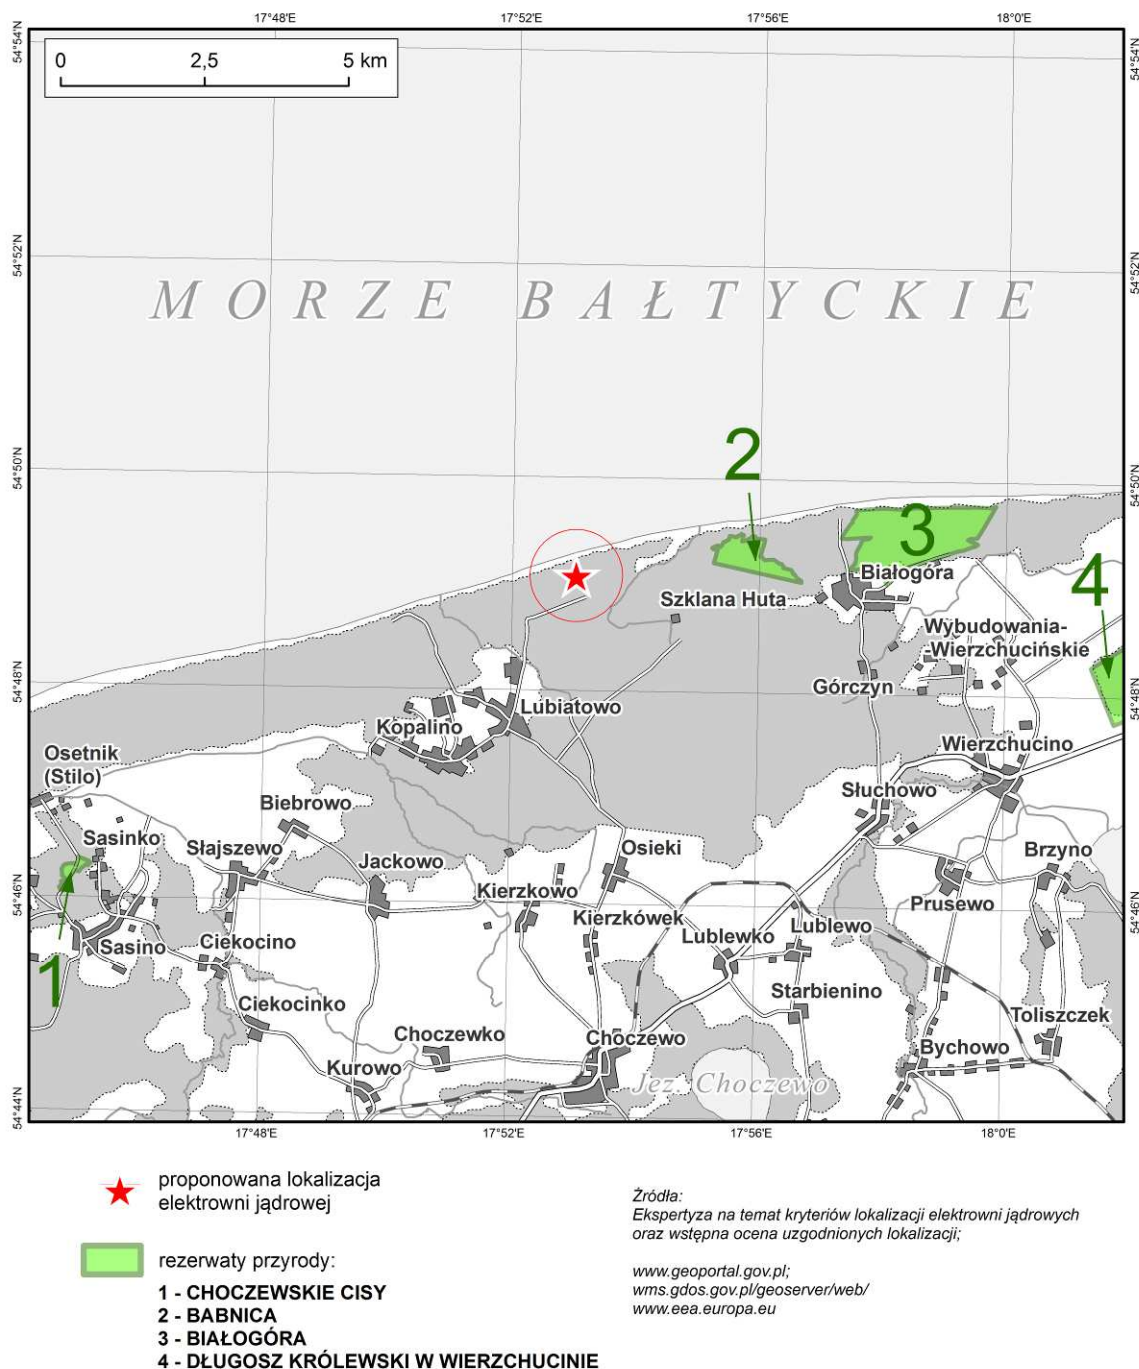 17°48'E 17°52'E 17°56'E 18°0'E
54°54'N 54°54'N
0 2,5 5 km
54°52'N 54°52'N
MORZE BAŁTYCKIE
54°50'N 54°50'N
2
3
4
Białogóra
Szklana Huta
Wybudowania-
-Wierzchucińskie
Górczyn
54°48'N 54°48'N
Lubiatowo
Kopalino
Wierzchucino
Osetnik
(Stilo)
Słuchowo
Biebrowo
Sasinko
Słajszewo
Osieki
Brzyno
Jackowo
Kierzkowo
Prusewo
54°46'N 54°46'N
Kierzkówek
Lublewo
Lublewko
Sasino
Ciekocino
1
Starbienino
Ciekocinko
Toliszczek
Choczewko
Choczewo
Bychowo
Kurowo
Jez. Choczewo
54°44'N 54°44'N
17°48'E 17°52'E 17°56'E 18°0'E
proponowana lokalizacja
elektrowni jądrowej
rezerwaty przyrody:
1 - CHOCZEWSKIE CISY
2 - BABNICA
3 - BIAŁOGÓRA
4 - DŁUGOSZ KRÓLEWSKI W WIERZCHUCINIE
Źródła:
Ekspertyza na temat kryteriów lokalizacji elektrowni jądrowych
oraz wstępna ocena uzgodnionych lokalizacji;
www.geoportal.gov.pl;
wms.gdos.gov.pl/geoserver/web/
www.eea.europa.eu